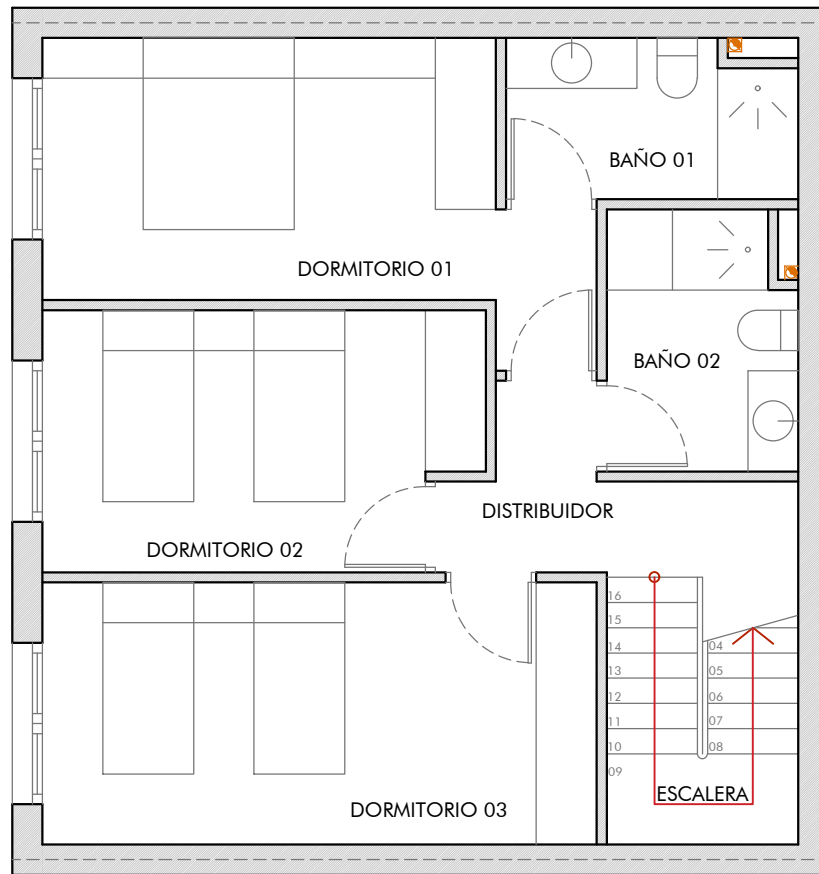 BAÑO 01
DORMITORIO 01
BAÑO 02
DISTRIBUIDOR
DORMITORIO 02
16
15
14
04
13
05
12
06
11
07
10
08
09
ESCALERA
DORMITORIO 03